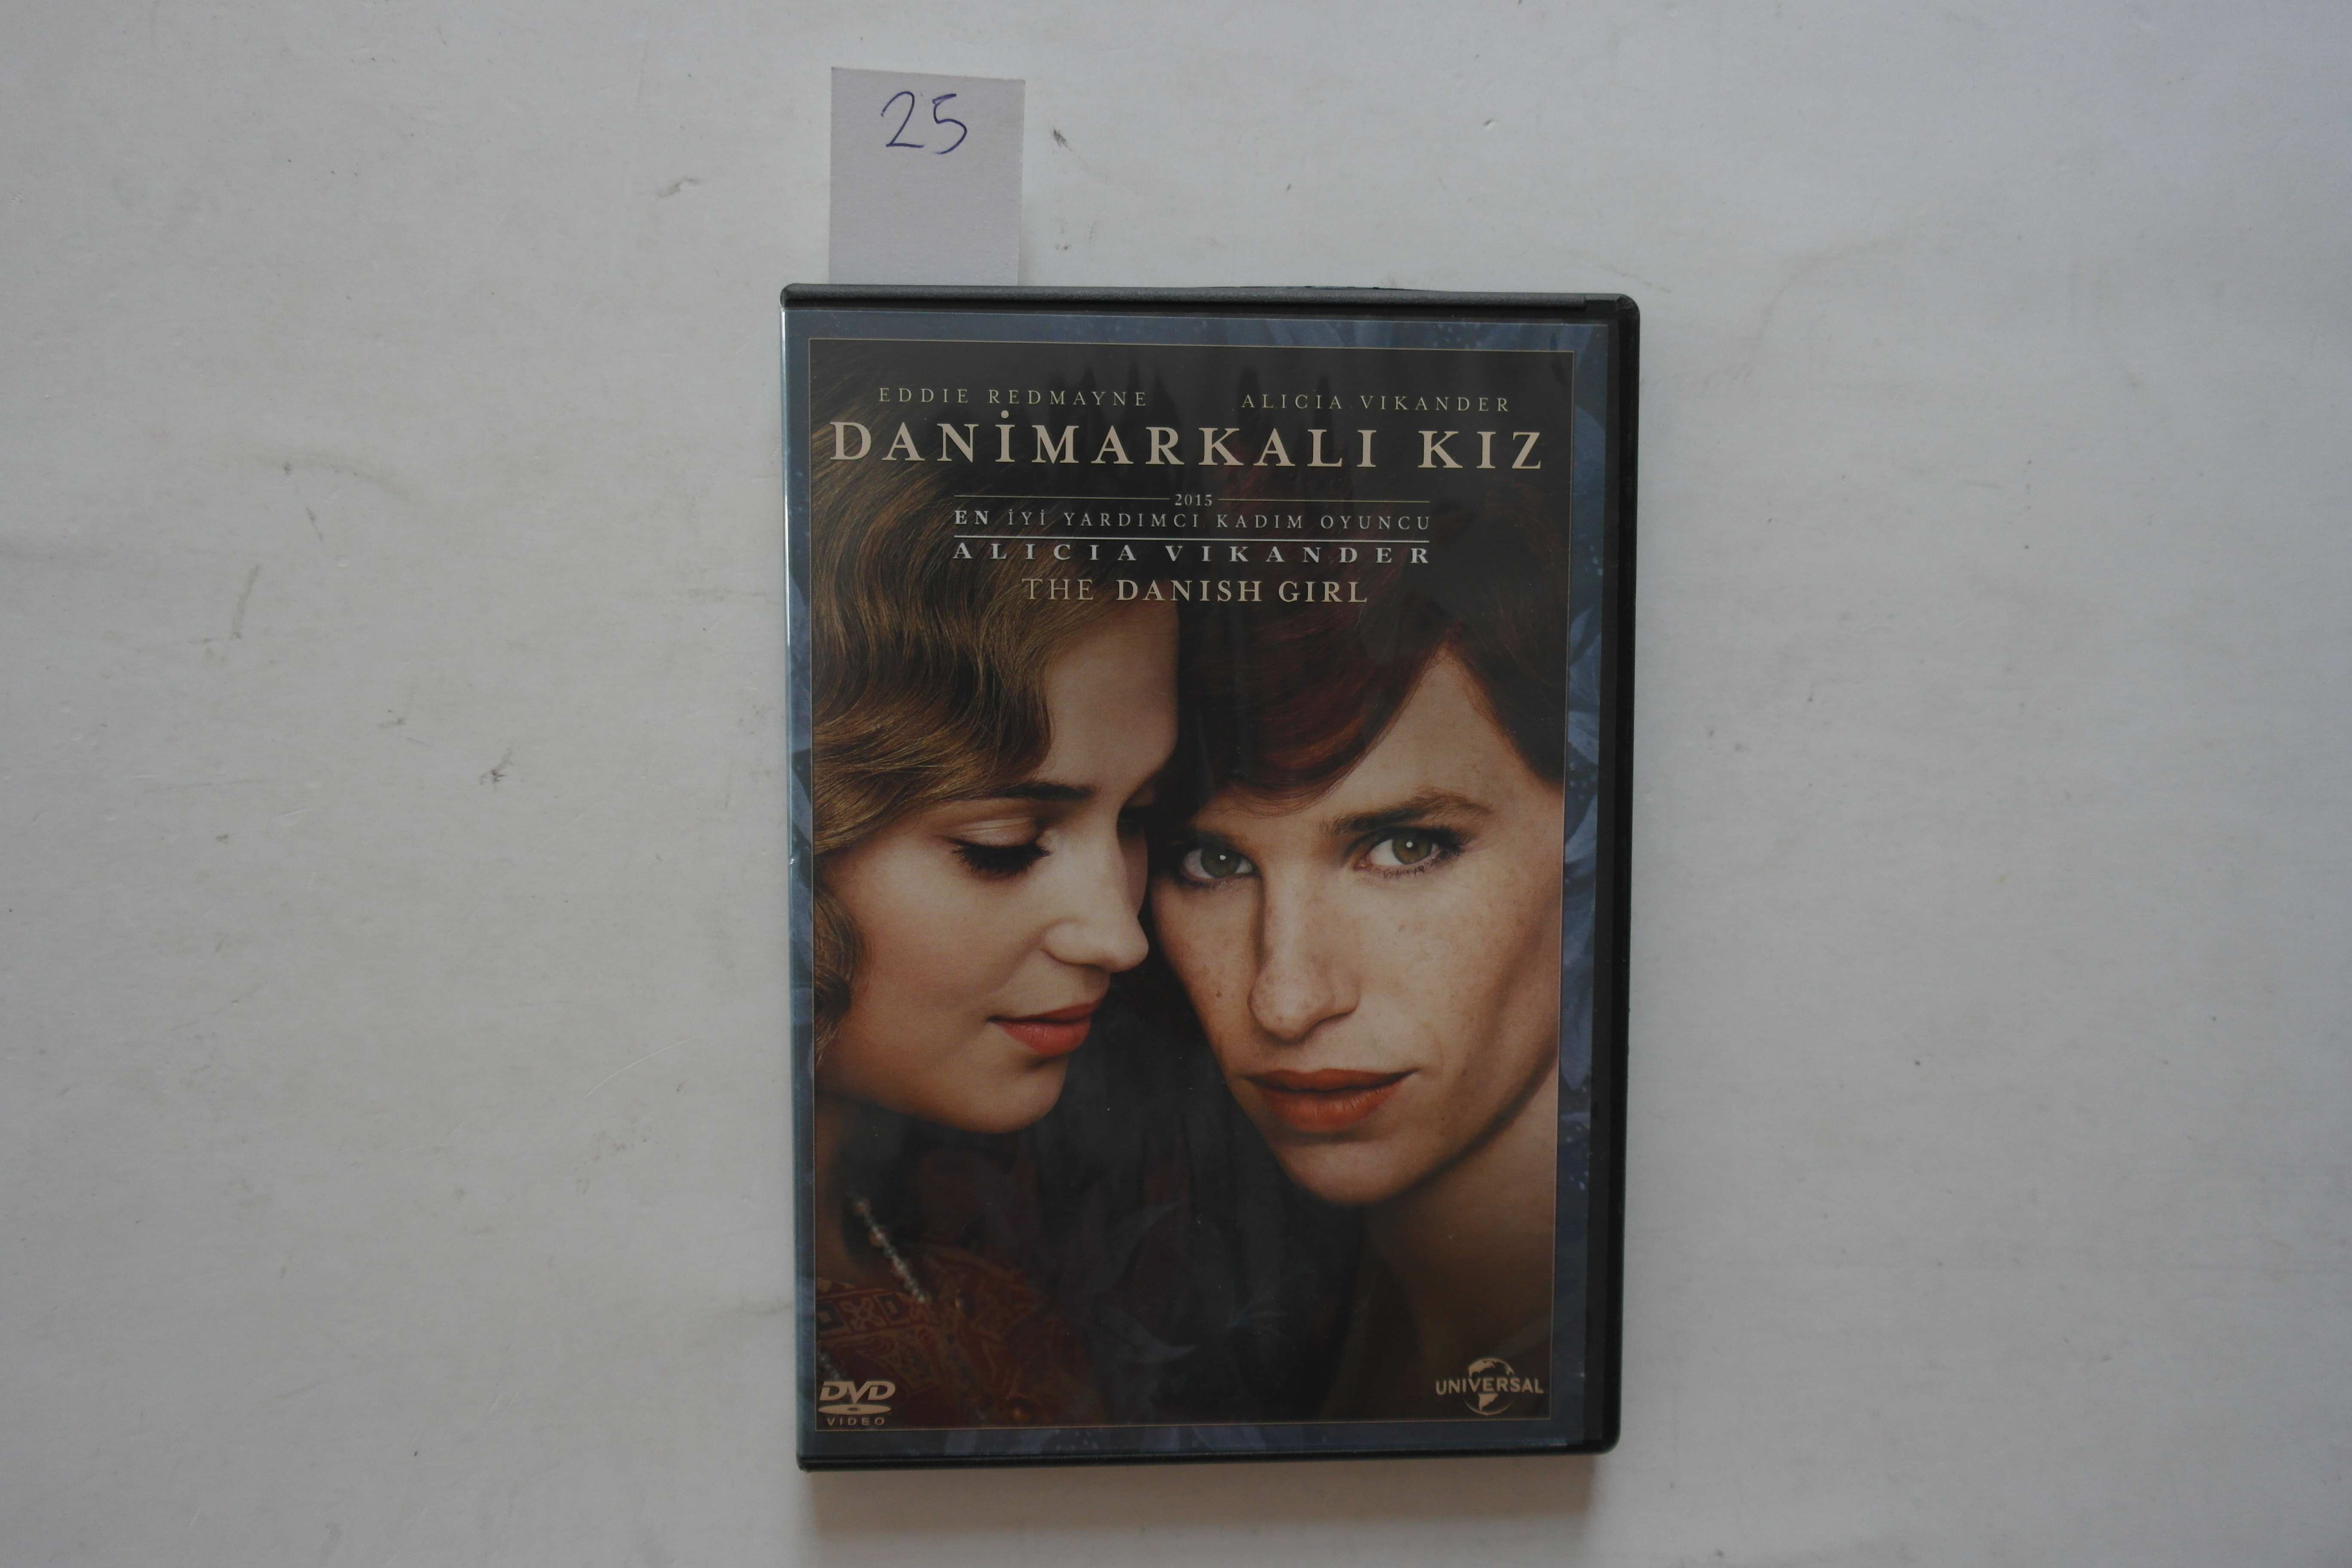 25
EDDIE REDMAYNE ALICIA VIKANDER
DANİMARKALI KIZ
2015
EN İYİ YARDIMCI KADIM OYUNCU
ALICIA VIKANDER
THE DANISH GIRL
DVD
VIDEO
UNIVERSAL